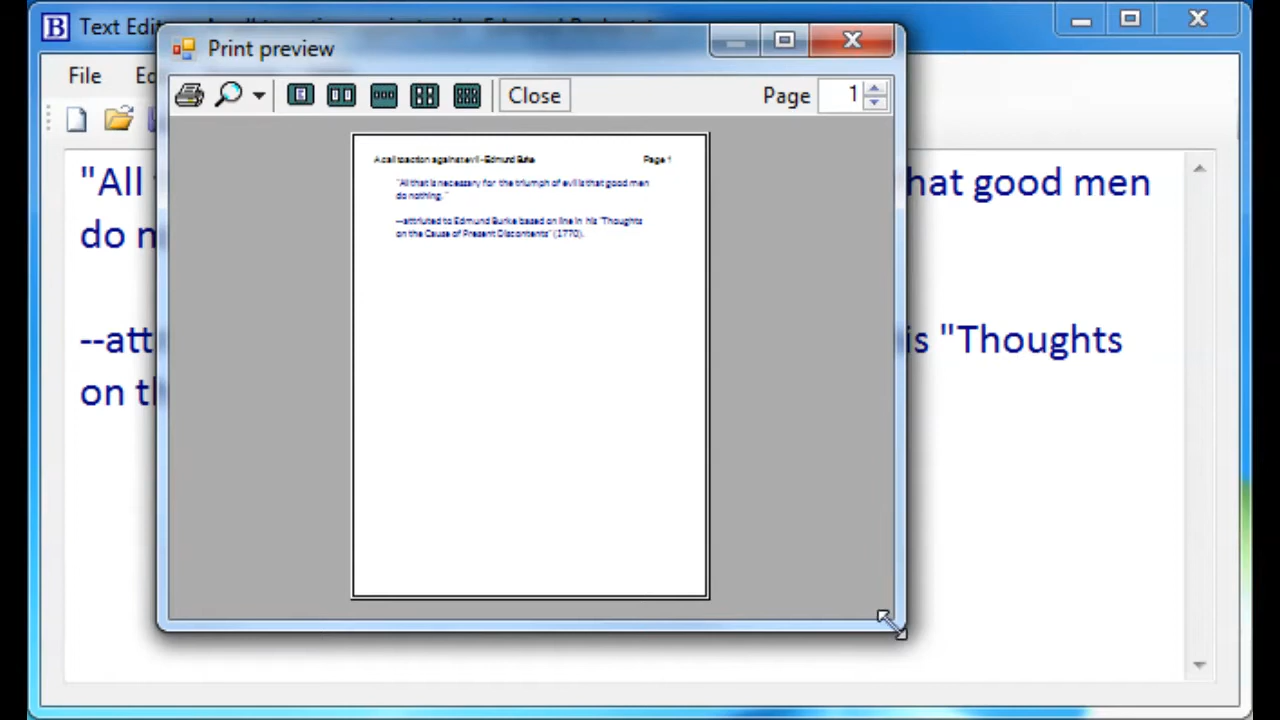 B Text Edit
Print preview
File Ed
Close Page 1
A call to action against evil - Edmund Burke Page 1
"All that is necessary for the triumph of evil is that good men
do nothing. "
--attriuted to Edmund Burke based on line in his "Thoughts
on the Cause of Present Discontents" (1770).
"All hat good men
do n
--att is "Thoughts
on th